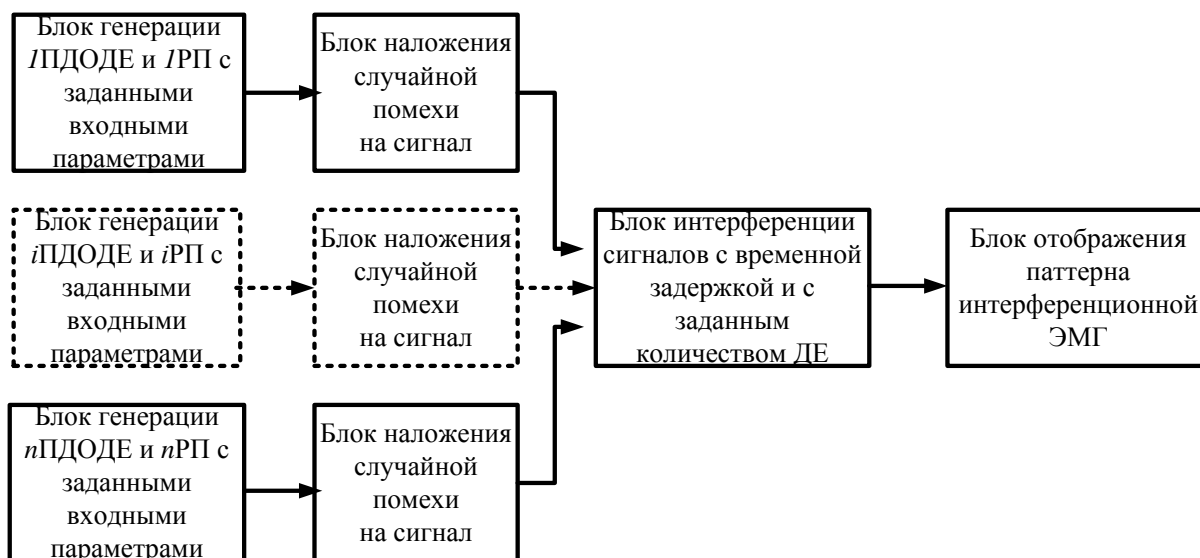 Блок генерации
1ПДОДЕ и 1РП с
заданными
входными
параметрами
Блок наложения
случайной
помехи
на сигнал
Блок генерации
iПДОДЕ и iРП с
заданными
входными
параметрами
Блок наложения
случайной
помехи
на сигнал
Блок интерференции
сигналов с временной
задержкой и с
заданным
количеством ДЕ
Блок отображения
паттерна
интерференционной
ЭМГ
Блок генерации
nПДОДЕ и nРП с
заданными
входными
параметрами
Блок наложения
случайной
помехи
на сигнал